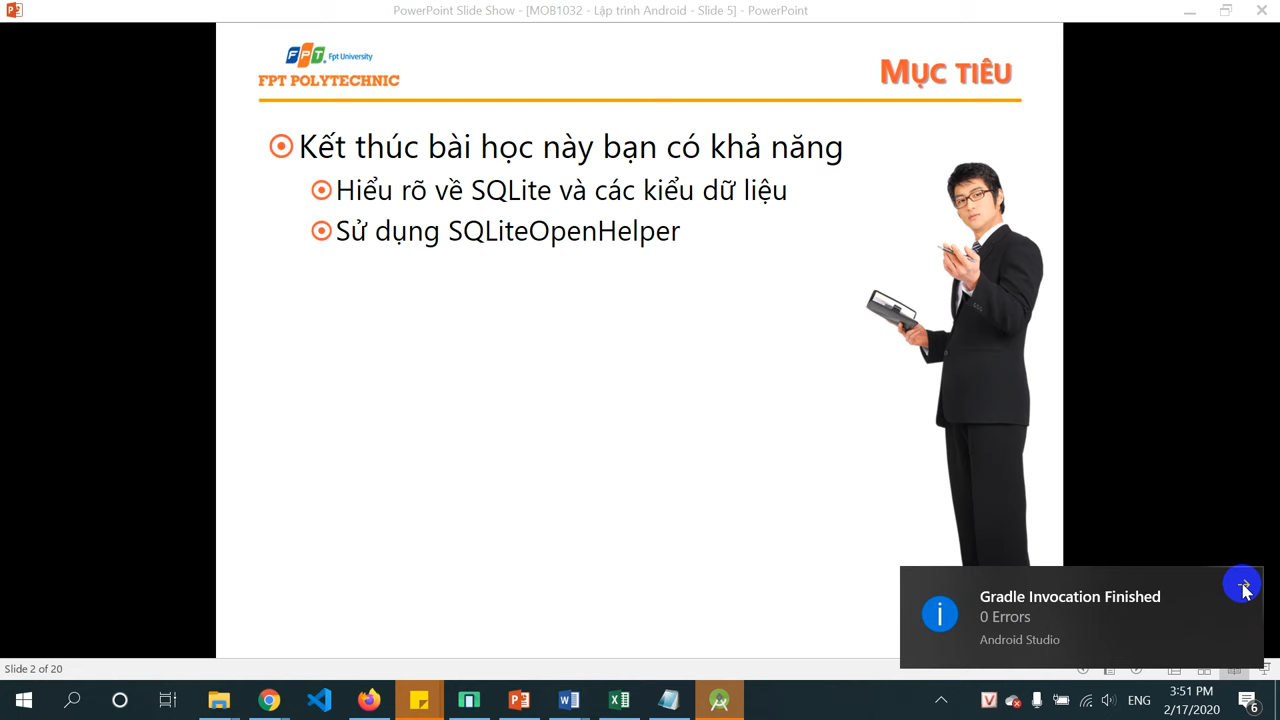 PowerPoint Slide Show - [MOB1032 - Lập trình Android - Slide 5] - PowerPoint
FPT Fpt University
FPT POLYTECHNIC
MỤC TIÊU
Kết thúc bài học này bạn có khả năng
Hiểu rõ về SQLite và các kiểu dữ liệu
Sử dụng SQLiteOpenHelper
Gradle Invocation Finished
0 Errors
Android Studio
Slide 2 of 20
ENG
3:51 PM
2/17/2020
6